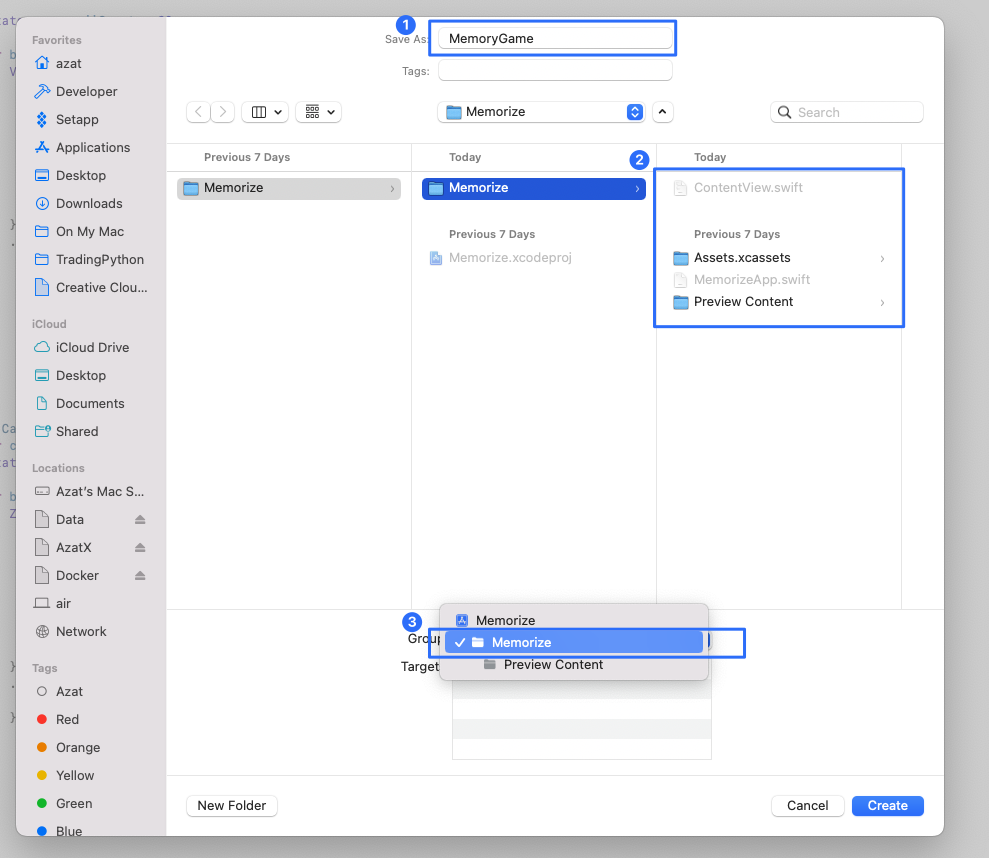 Favorites
azat
Developer
Setapp
Applications
Desktop
Downloads
On My Mac
TradingPython
Creative Clou...
iCloud
iCloud Drive
Desktop
Documents
Shared
Locations
Azat's Mac S...
Data
AzatX
Docker
air
Network
Tags
Azat
Red
Orange
Yellow
Green
Blue
1
Save As: MemoryGame
Tags:
Memorize
Search
Previous 7 Days
Memorize
Today
Memorize
Previous 7 Days
Memorize.xcodeproj
2
Today
ContentView.swift
Previous 7 Days
Assets.xcassets
MemorizeApp.swift
Preview Content
3
Group
Memorize
Memorize
Preview Content
Target
New Folder
Cancel
Create